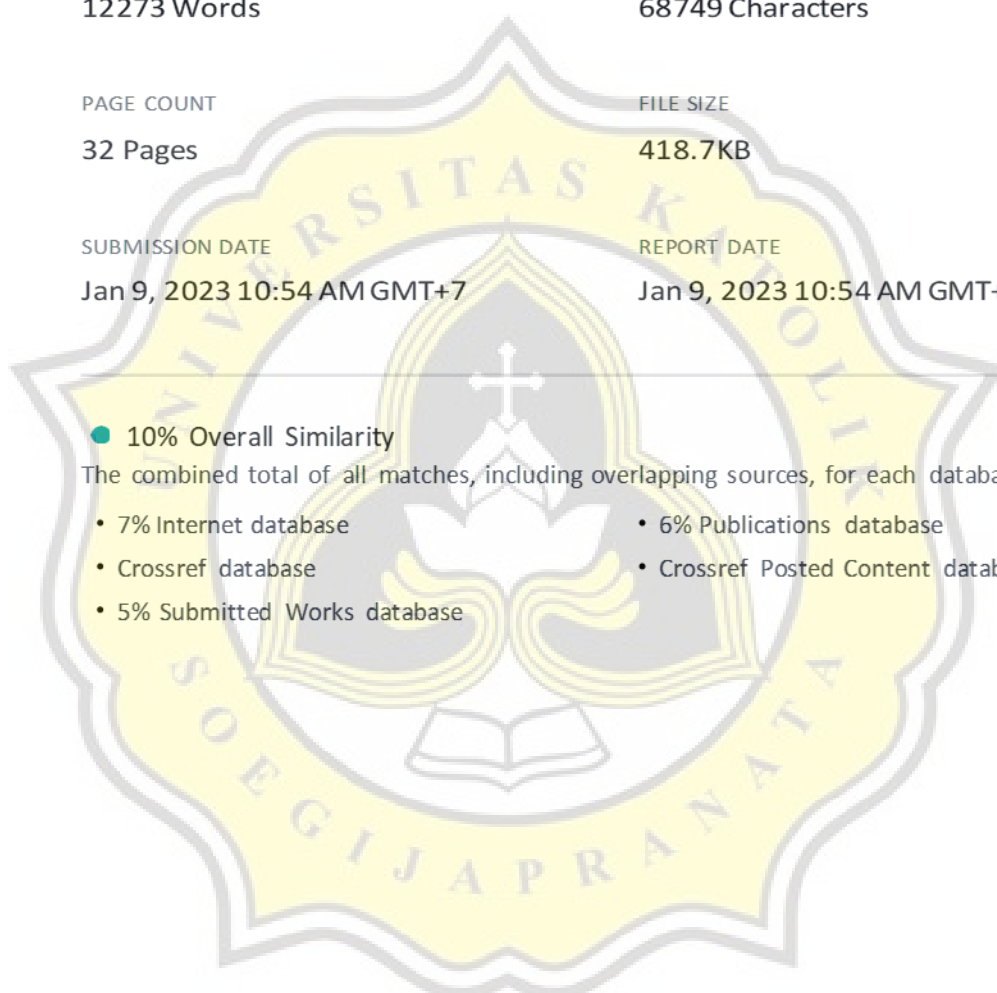 12273 Words 68749 Characters
PAGE COUNT FILE SIZE
32 Pages 418.7KB
SUBMISSION DATE REPORT DATE
Jan 9, 2023 10:54 AM GMT+7 Jan 9, 2023 10:54 AM GMT
10% Overall Similarity
The combined total of all matches, including overlapping sources, for each
• 7% Internet database • 6% Publications database
• Crossref database • Crossref Posted Content
• 5% Submitted Works database
UNIVERSITAS KATOLIK
SOEGIJAPRANATA